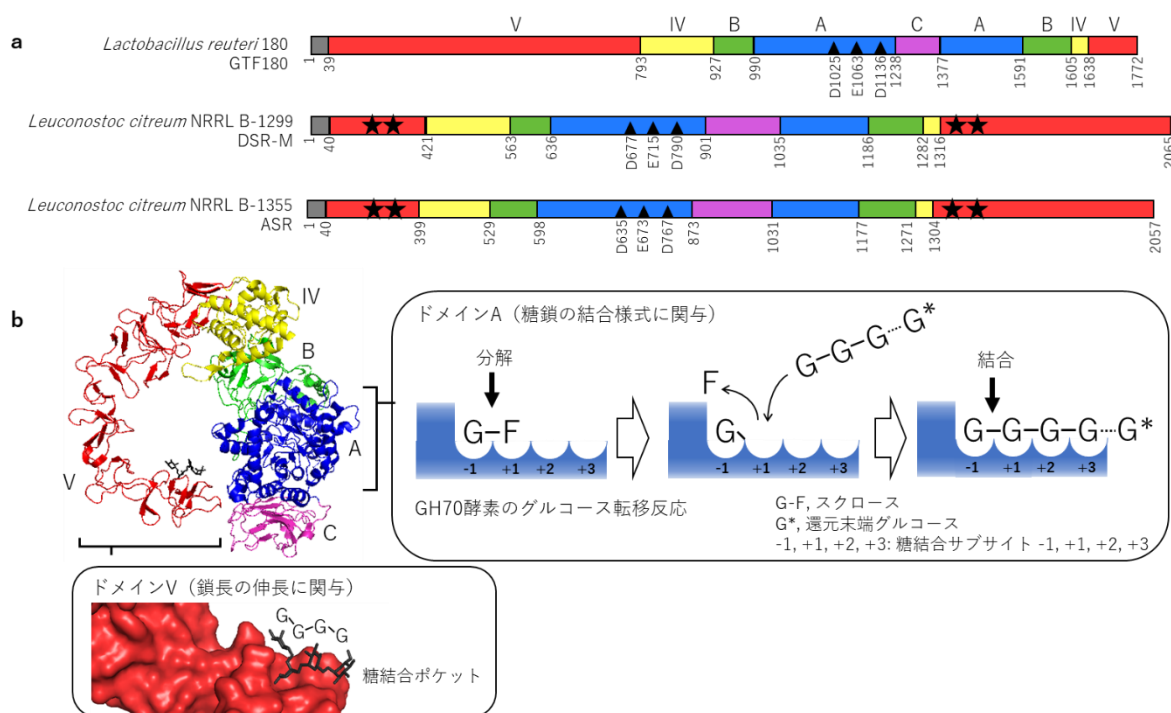 a
V IV B A C A B IV V
Lactobacillus reuteri 180
GTF180
1 39 793 927 990 D1025 E1063 D1136 1238 1377 1591 1605 1638 1772
Leuconostoc citreum NRRL B-1299
DSR-M
1 40 421 563 636 D677 E715 D790 901 1035 1186 1282 1316 2065
Leuconostoc citreum NRRL B-1355
ASR
1 40 399 529 598 D635 E673 D767 873 1031 1177 1271 1304 2057
b
IV
B
A
V
C
ドメインA(糖鎖の結合様式に関与)
分解
G-F
-1 +1 +2 +3
F
G
G-G-G…G*
-1 +1 +2 +3
結合
G-G-G-G…G*
-1 +1 +2 +3
GH70酵素のグルコース転移反応
G-F, スクロース
G*, 還元末端グルコース
-1, +1, +2, +3: 糖結合サブサイト -1, +1, +2, +3
ドメインV(鎖長の伸長に関与)
G-G-G-G
糖結合ポケット